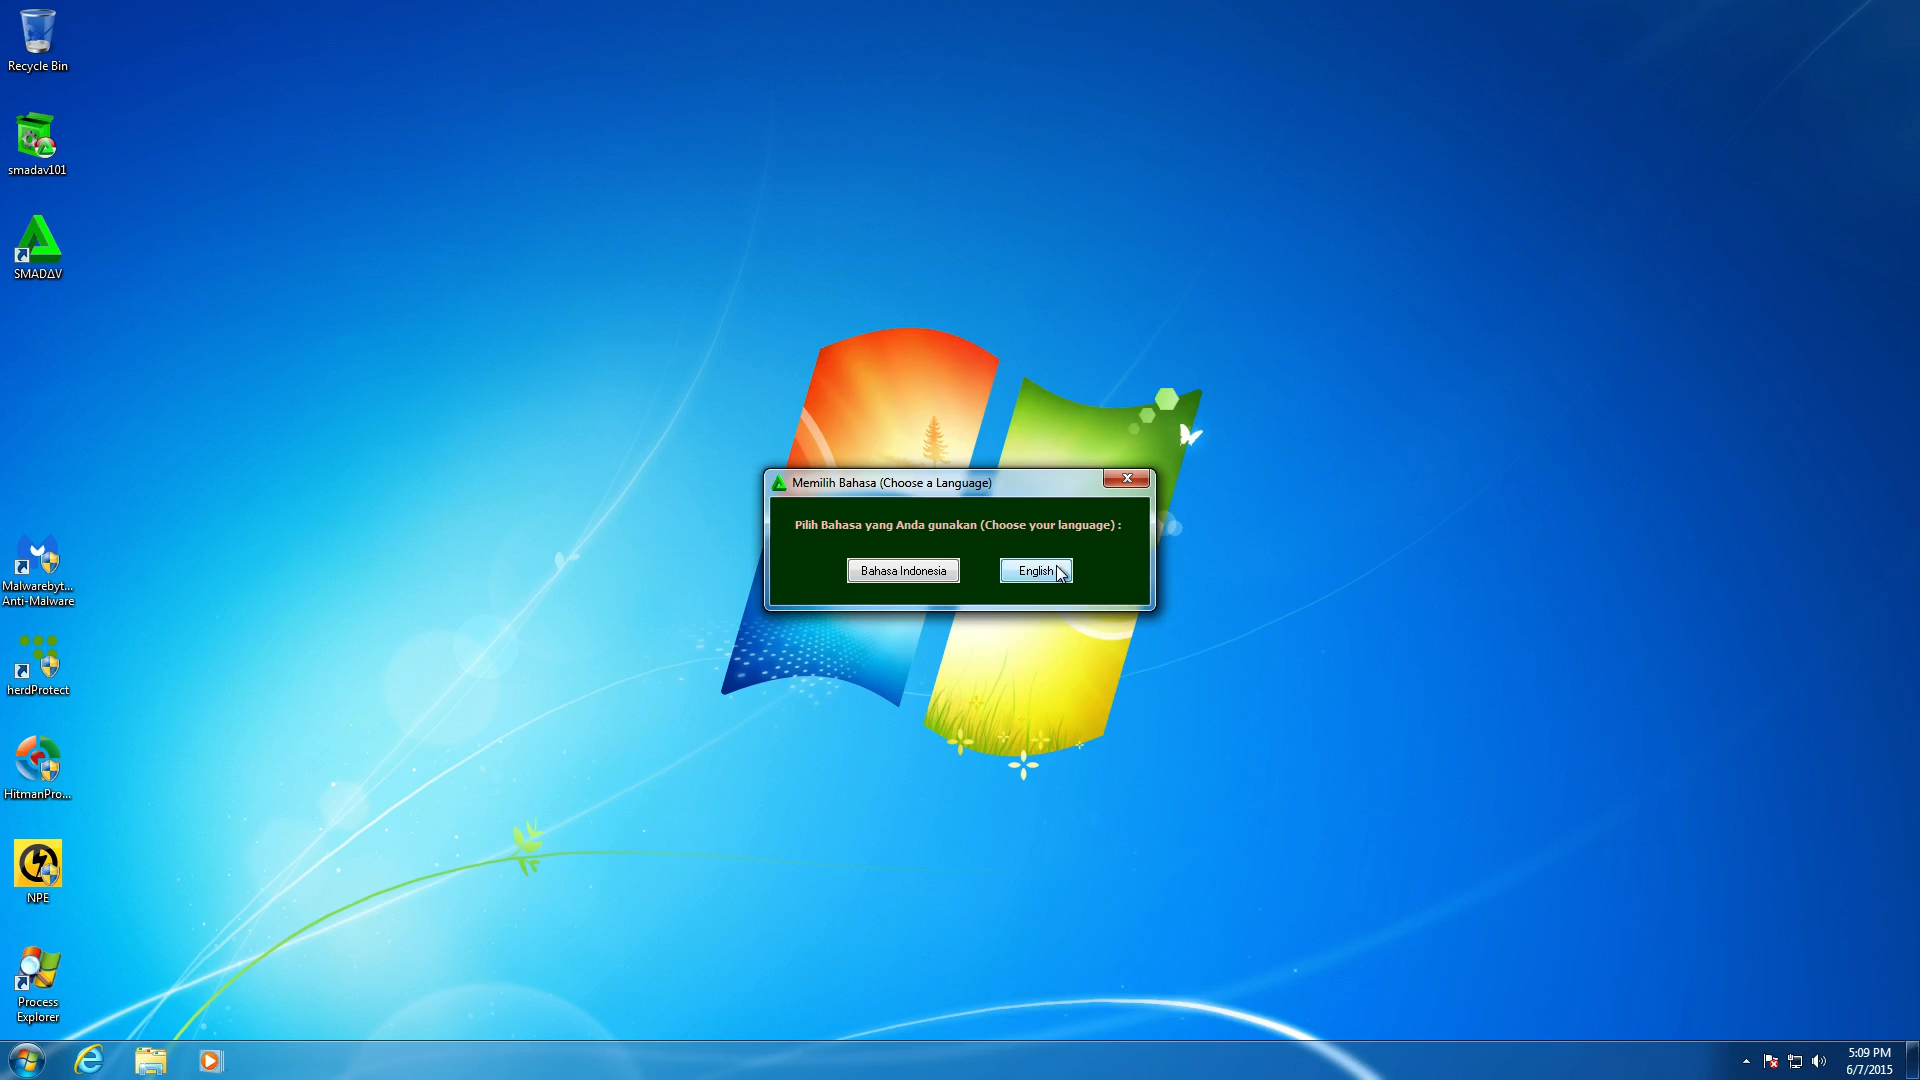 Recycle Bin
smadav101
SMADΔV
Malwarebyt...
Anti-Malware
herdProtect
HitmanPro...
NPE
Process
Explorer
Memilih Bahasa (Choose a Language)
Pilih Bahasa yang Anda gunakan (Choose your language) :
Bahasa Indonesia
English
5:09 PM
6/7/2015